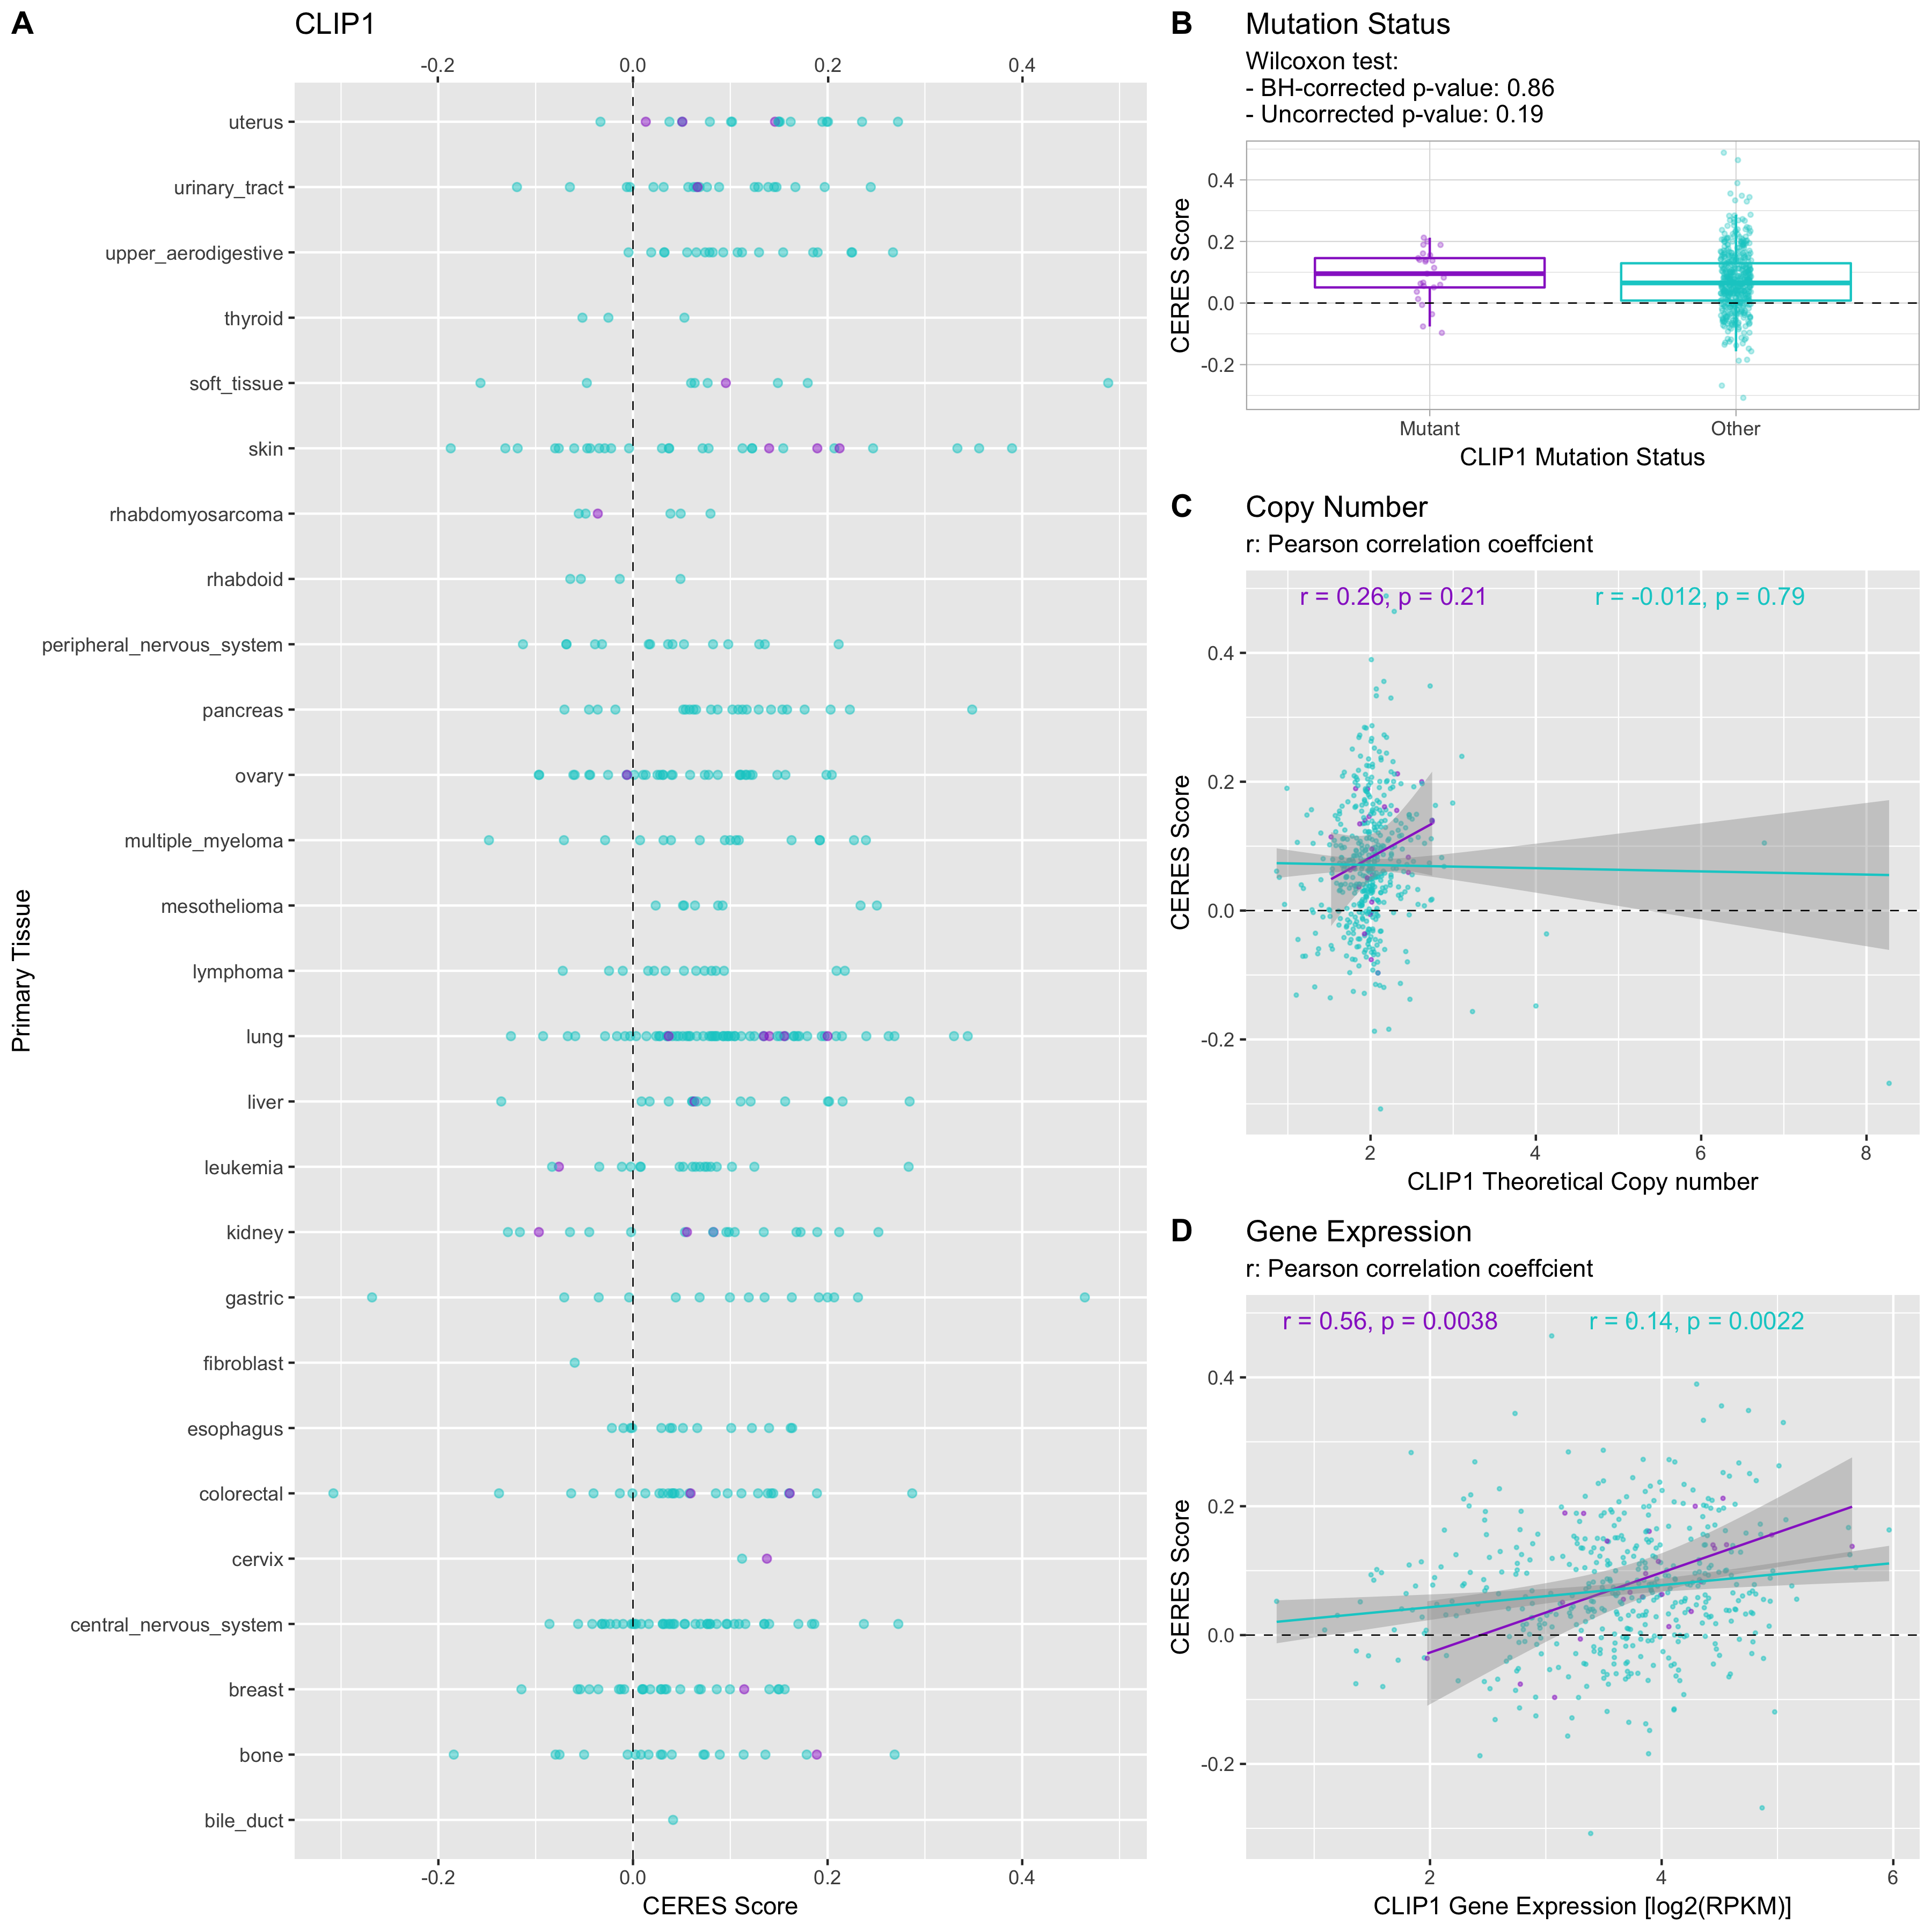 A
CLIP1
-0.2 0.0 0.2 0.4
uterus
urinary_tract
upper_aerodigestive
thyroid
soft_tissue
skin
rhabdomyosarcoma
rhabdoid
peripheral_nervous_system
pancreas
ovary
multiple_myeloma
mesothelioma
lymphoma
lung
liver
leukemia
kidney
gastric
fibroblast
esophagus
colorectal
cervix
central_nervous_system
breast
bone
bile_duct
Primary Tissue
-0.2 0.0 0.2 0.4
CERES Score
B
Mutation Status
Wilcoxon test:
- BH-corrected p-value: 0.86
- Uncorrected p-value: 0.19
0.4
0.2
0.0
-0.2
CERES Score
Mutant Other
CLIP1 Mutation Status
C
Copy Number
r: Pearson correlation coeffcient
r = 0.26, p = 0.21 r = -0.012, p = 0.79
0.4
0.2
0.0
-0.2
CERES Score
2 4 6 8
CLIP1 Theoretical Copy number
D
Gene Expression
r: Pearson correlation coeffcient
r = 0.56, p = 0.0038 r = 0.14, p = 0.0022
0.4
0.2
0.0
-0.2
CERES Score
2 4 6
CLIP1 Gene Expression [log2(RPKM)]